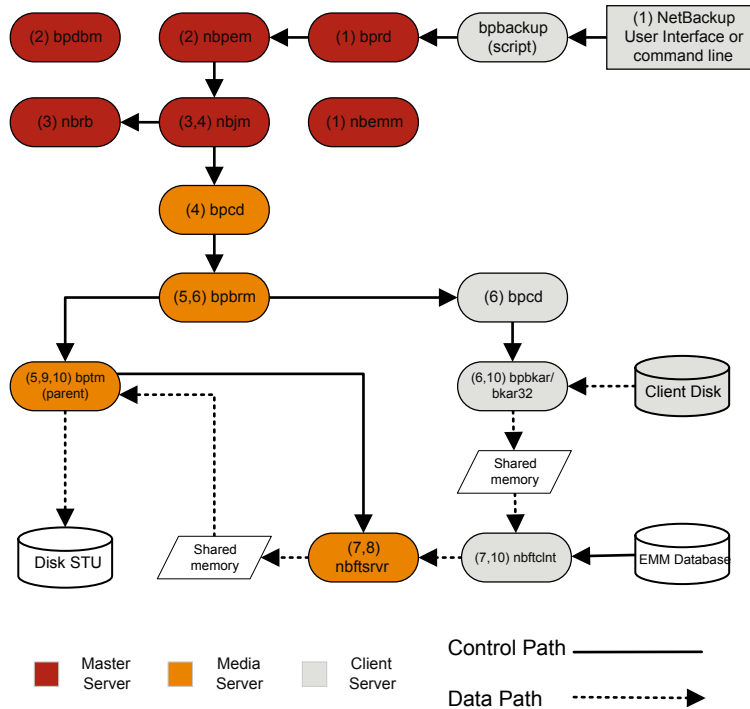 (2) bpdbm
(2) nbpem
(1) bprd
bpbackup
(script)
(1) NetBackup
User Interface or
command line
(3) nbrb
(3,4) nbjm
(1) nbemm
(4) bpcd
(5,6) bpbrm
(6) bpcd
(5,9,10) bptm
(parent)
(6,10) bpbkar/
bkar32
Client Disk
Shared
memory
Disk STU
Shared
memory
(7,8)
nbftsrvr
(7,10) nbftclnt
EMM Database
Master
Server
Media
Server
Client
Server
Control Path
Data Path